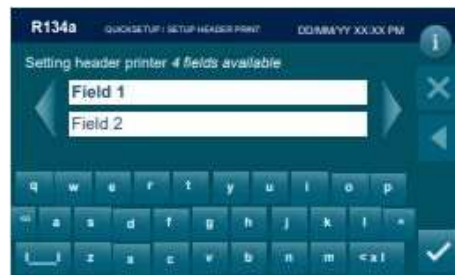 R134a QUICKSETUP / SETUP HEADER PRINT DD/MM/YY XX:XX PM
i
Setting header printer 4 fields available
Field 1
Field 2
q w e r t y u i o p
a s d f g h j k l
z x c v b n m